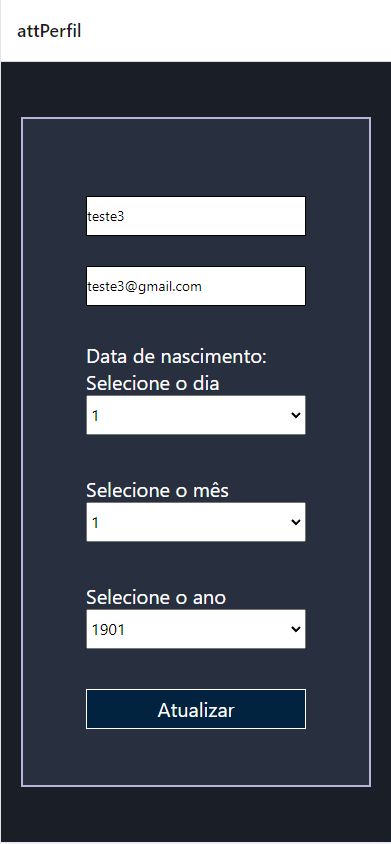 attPerfil
teste3
teste3@gmail.com
Data de nascimento:
Selecione o dia
1
Selecione o mês
1
Selecione o ano
1901
Atualizar